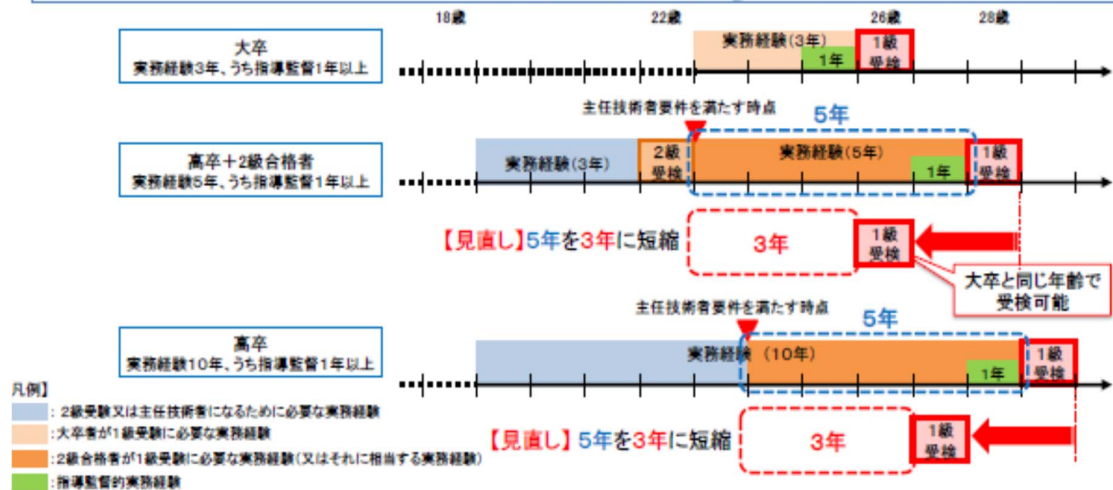 18歳 22歳 26歳 28歳
大卒
実務経験3年、うち指導監督1年以上
実務経験(3年)
1年
1級
受検
主任技術者要件を満たす時点
5年
高卒+2級合格者
実務経験5年、うち指導監督1年以上
実務経験(3年)
2級
受検
実務経験(5年)
1年
1級
受検
【見直し】5年を3年に短縮
3年
1級
受検
大卒と同じ年齢で
受検可能
主任技術者要件を満たす時点
5年
高卒
実務経験10年、うち指導監督1年以上
実務経験 (10年)
1年
1級
受検
【見直し】 5年を3年に短縮
3年
1級
受検
凡例】
: 2級受験又は主任技術者になるために必要な実務経験
:大卒者が1級受験に必要な実務経験
:2級合格者が1級受験に必要な実務経験(又はそれに相当する実務経験)
:指導監督的実務経験